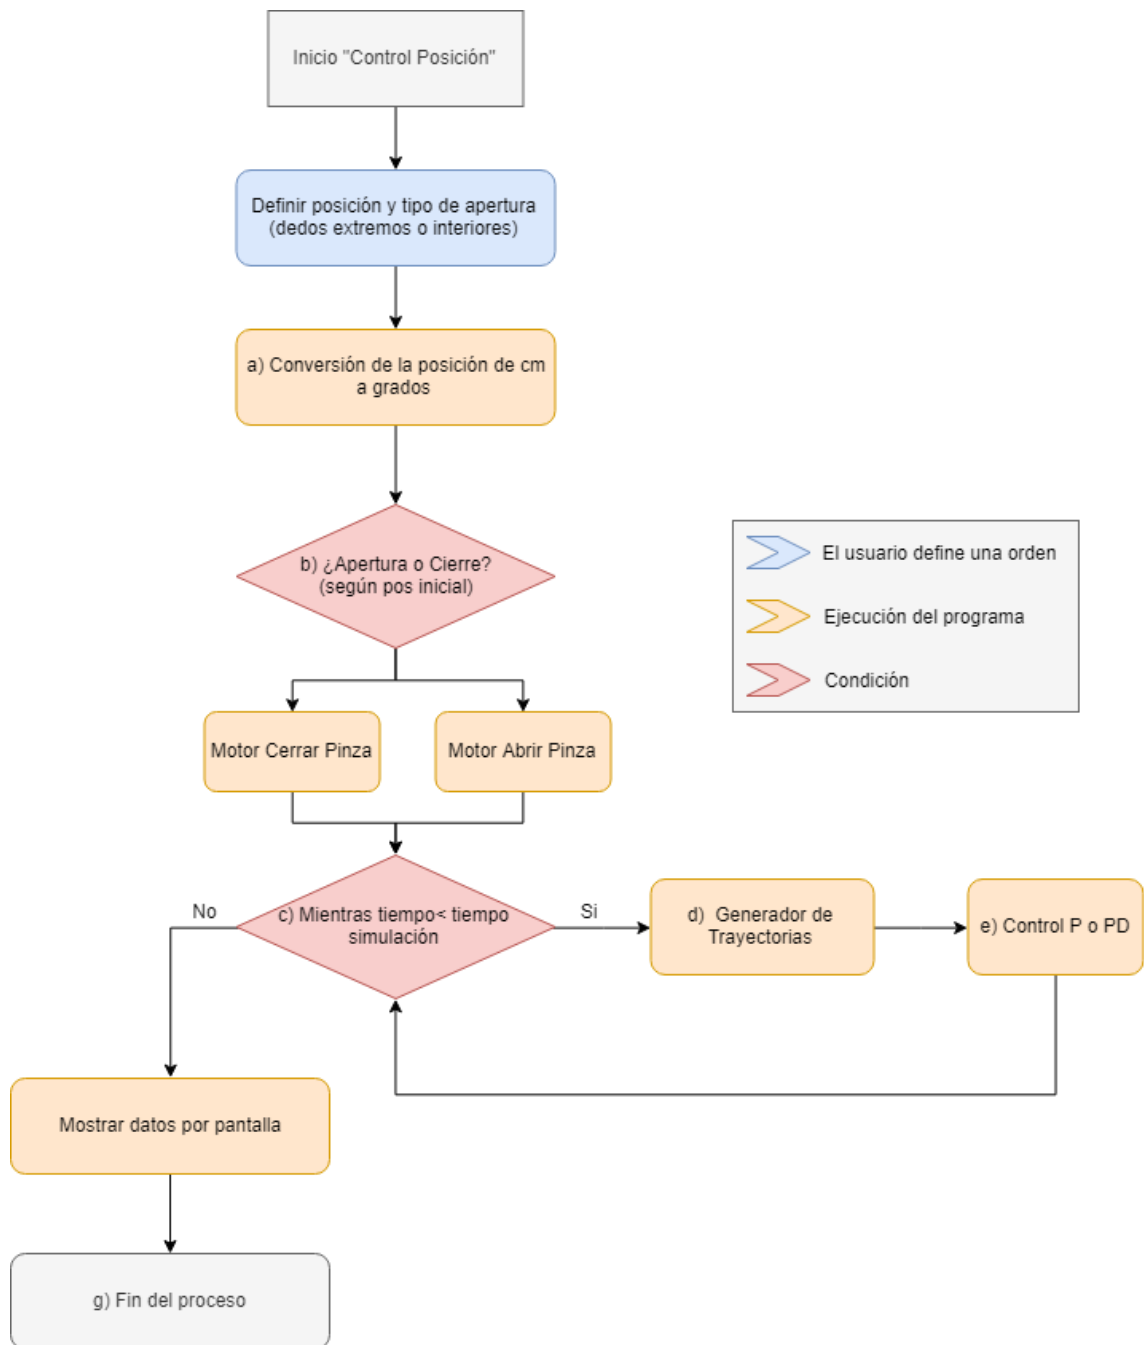 Inicio "Control Posición"
Definir posición y tipo de apertura
(dedos extremos o interiores)
a) Conversión de la posición de cm
a grados
b) ¿Apertura o Cierre?
(según pos inicial)
El usuario define una orden
Ejecución del programa
Condición
Motor Cerrar Pinza
Motor Abrir Pinza
No
c) Mientras tiempo< tiempo
simulación
Si
d) Generador de
Trayectorias
e) Control P o PD
Mostrar datos por pantalla
g) Fin del proceso